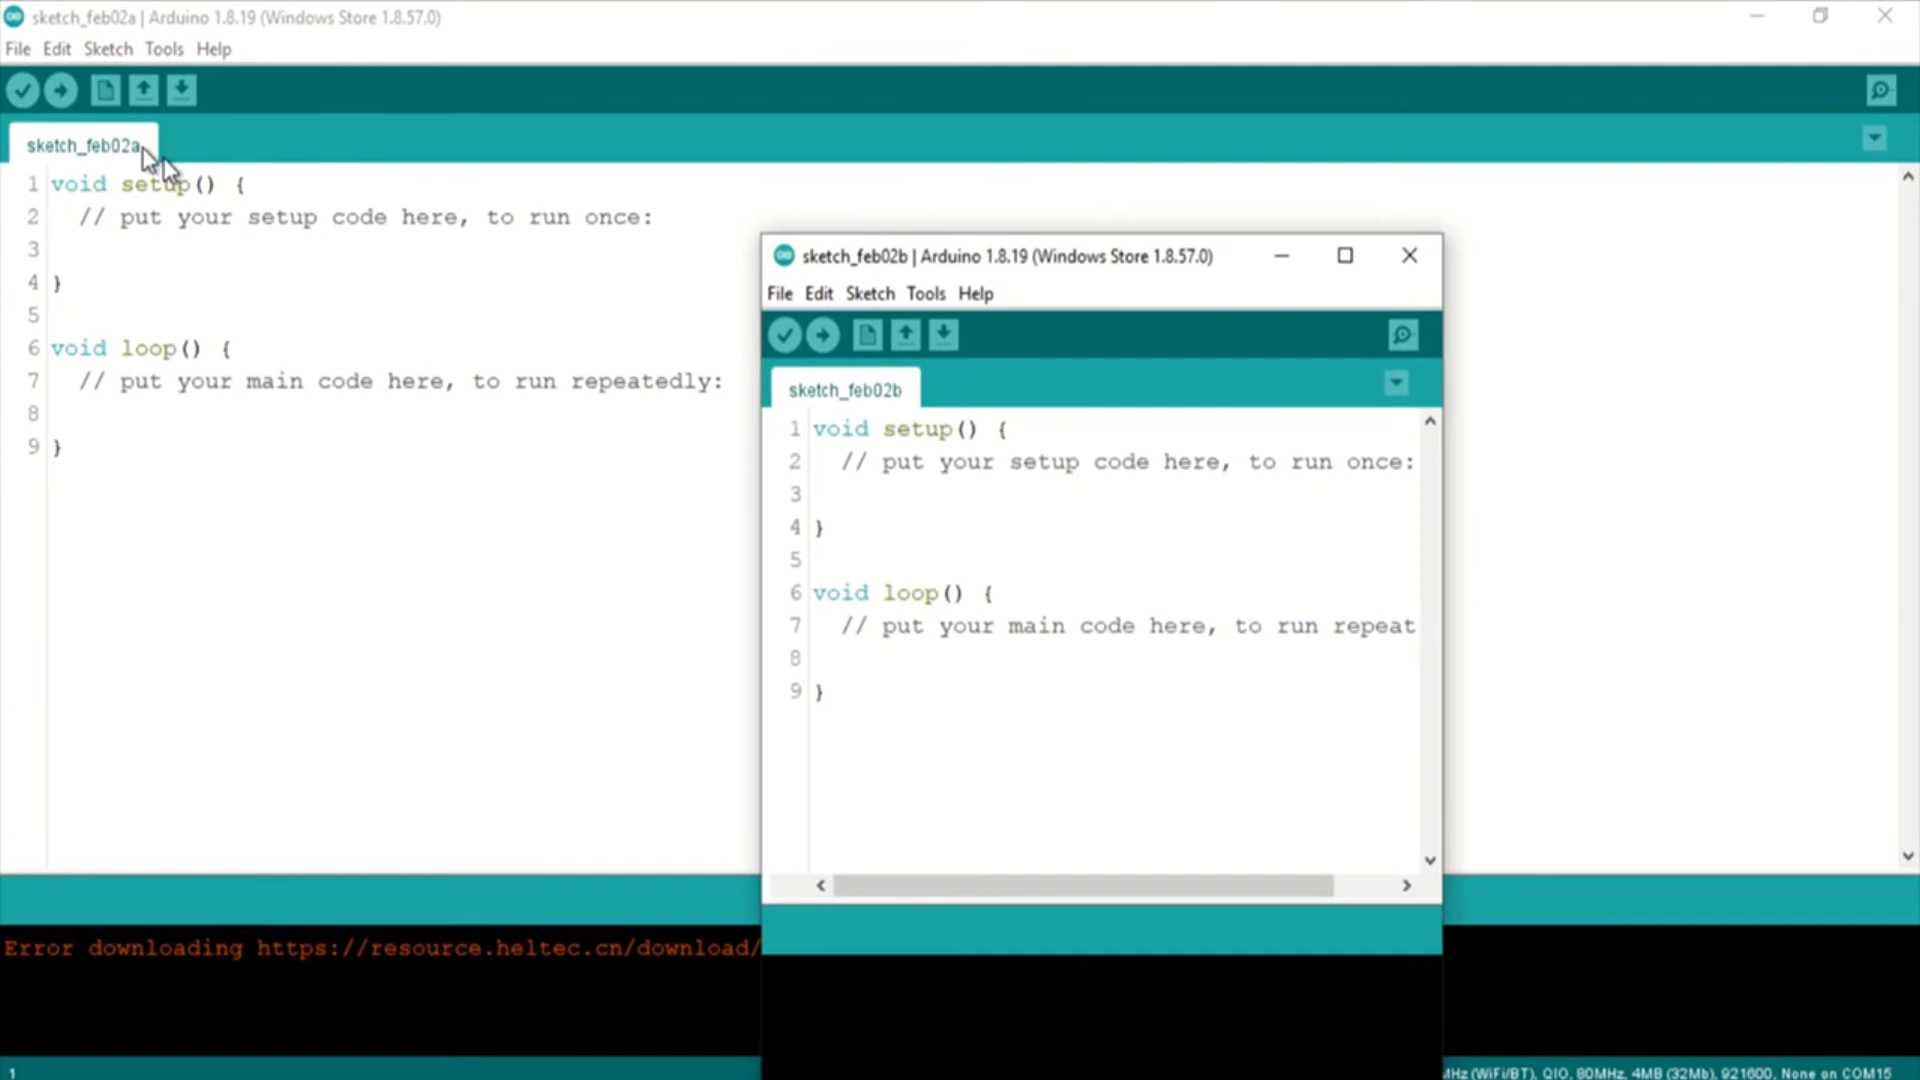 sketch_feb02a | Arduino 1.8.19 (Windows Store 1.8.57.0)
File Edit Sketch Tools Help
sketch_feb02a
1 void setup() {
2 // put your setup code here, to run once:
3
4 }
5
6 void loop() {
7 // put your main code here, to run repeatedly:
8
9 }
sketch_feb02b | Arduino 1.8.19 (Windows Store 1.8.57.0)
File Edit Sketch Tools Help
sketch_feb02b
1 void setup() {
2 // put your setup code here, to run once:
3
4 }
5
6 void loop() {
7 // put your main code here, to run repeat
8
9 }
Error downloading https://resource.heltec.cn/download/
1
MHz (WiFi/BT), QIO, 80MHz, 4MB (32Mb), 921600, None on COM15